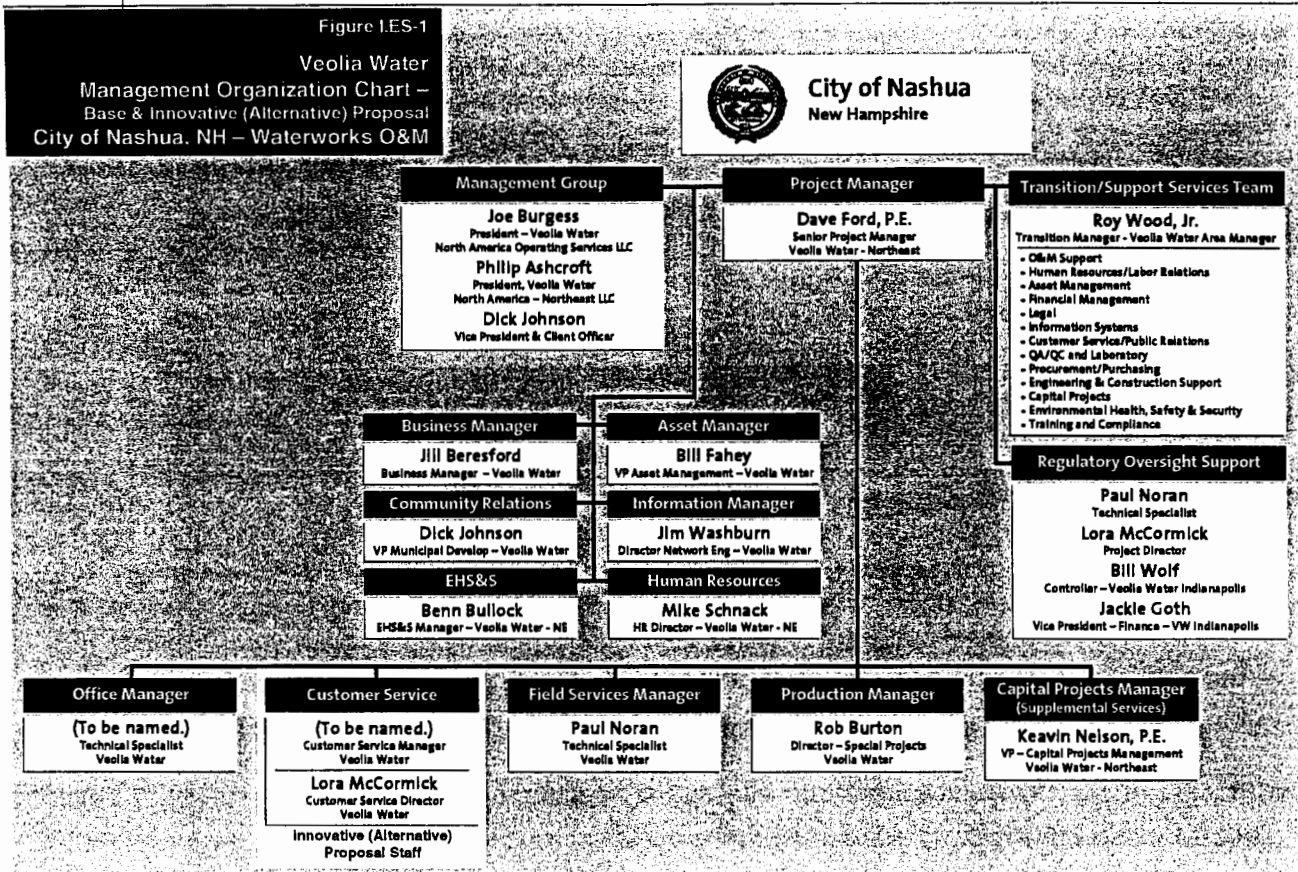 Figure I.ES-1
Veolia Water
Management Organization Chart –
Base & Innovative (Alternative) Proposal
City of Nashua, NH – Waterworks O&M
City of Nashua
New Hampshire
Management Group
Joe Burgess
President – Veolia Water
North America Operating Services LLC
Philip Ashcroft
President, Veolia Water
North America – Northeast LLC
Dick Johnson
Vice President & Client Officer
Project Manager
Dave Ford, P.E.
Senior Project Manager
Veolia Water - Northeast
Transition/Support Services Team
Roy Wood, Jr.
Transition Manager - Veolia Water Area Manager
- O&M Support
- Human Resources/Labor Relations
- Asset Management
- Financial Management
- Legal
- Information Systems
- Customer Service/Public Relations
- QA/QC and Laboratory
- Procurement/Purchasing
- Engineering & Construction Support
- Capital Projects
- Environmental Health, Safety & Security
- Training and Compliance
Regulatory Oversight Support
Paul Noran
Technical Specialist
Lora McCormick
Project Director
Bill Wolf
Controller – Veolia Water Indianapolis
Jackie Goth
Vice President – Finance – VW Indianapolis
Business Manager
Jill Beresford
Business Manager – Veolia Water
Asset Manager
Bill Fahey
VP Asset Management – Veolia Water
Community Relations
Dick Johnson
VP Municipal Develop – Veolia Water
Information Manager
Jim Washburn
Director Network Eng – Veolia Water
EHS&S
Benn Bullock
EHS&S Manager – Veolia Water - NE
Human Resources
Mike Schnack
HR Director – Veolia Water - NE
Office Manager
(To be named.)
Technical Specialist
Veolia Water
Customer Service
(To be named.)
Customer Service Manager
Veolia Water
Lora McCormick
Customer Service Director
Veolia Water
Innovative (Alternative)
Proposal Staff
Field Services Manager
Paul Noran
Technical Specialist
Veolia Water
Production Manager
Rob Burton
Director – Special Projects
Veolia Water
Capital Projects Manager
(Supplemental Services)
Keavin Nelson, P.E.
VP – Capital Projects Management
Veolia Water - Northeast